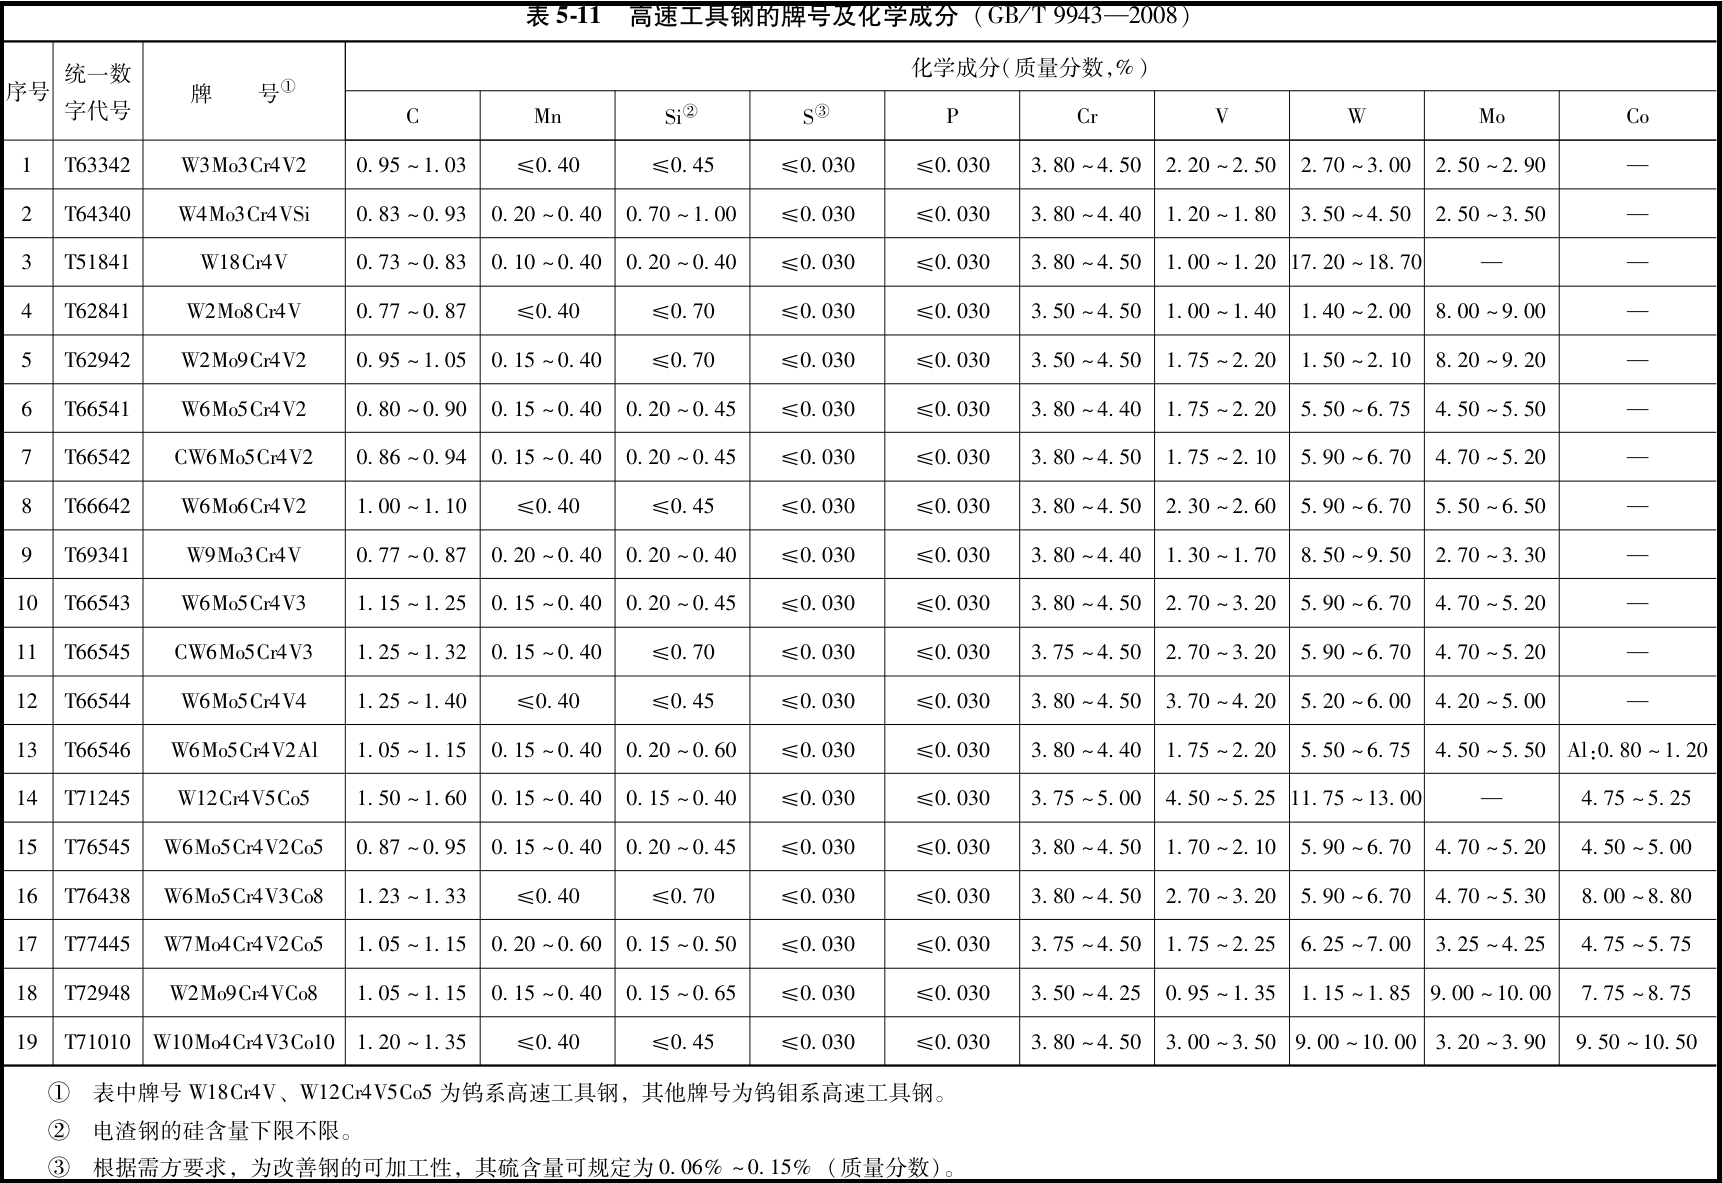 表 5-11 高速工具钢的牌号及化学成分（GB/T 9943—2008）
序号 统一数字代号 牌 号① 化学成分(质量分数,%)
C Mn Si② S③ P Cr V W Mo Co
1 T63342 W3Mo3Cr4V2 0.95~1.03 ≤0.40 ≤0.45 ≤0.030 ≤0.030 3.80~4.50 2.20~2.50 2.70~3.00 2.50~2.90 —
2 T64340 W4Mo3Cr4VSi 0.83~0.93 0.20~0.40 0.70~1.00 ≤0.030 ≤0.030 3.80~4.40 1.20~1.80 3.50~4.50 2.50~3.50 —
3 T51841 W18Cr4V 0.73~0.83 0.10~0.40 0.20~0.40 ≤0.030 ≤0.030 3.80~4.50 1.00~1.20 17.20~18.70 — —
4 T62841 W2Mo8Cr4V 0.77~0.87 ≤0.40 ≤0.70 ≤0.030 ≤0.030 3.50~4.50 1.00~1.40 1.40~2.00 8.00~9.00 —
5 T62942 W2Mo9Cr4V2 0.95~1.05 0.15~0.40 ≤0.70 ≤0.030 ≤0.030 3.50~4.50 1.75~2.20 1.50~2.10 8.20~9.20 —
6 T66541 W6Mo5Cr4V2 0.80~0.90 0.15~0.40 0.20~0.45 ≤0.030 ≤0.030 3.80~4.40 1.75~2.20 5.50~6.75 4.50~5.50 —
7 T66542 CW6Mo5Cr4V2 0.86~0.94 0.15~0.40 0.20~0.45 ≤0.030 ≤0.030 3.80~4.50 1.75~2.10 5.90~6.70 4.70~5.20 —
8 T66642 W6Mo6Cr4V2 1.00~1.10 ≤0.40 ≤0.45 ≤0.030 ≤0.030 3.80~4.50 2.30~2.60 5.90~6.70 5.50~6.50 —
9 T69341 W9Mo3Cr4V 0.77~0.87 0.20~0.40 0.20~0.40 ≤0.030 ≤0.030 3.80~4.40 1.30~1.70 8.50~9.50 2.70~3.30 —
10 T66543 W6Mo5Cr4V3 1.15~1.25 0.15~0.40 0.20~0.45 ≤0.030 ≤0.030 3.80~4.50 2.70~3.20 5.90~6.70 4.70~5.20 —
11 T66545 CW6Mo5Cr4V3 1.25~1.32 0.15~0.40 ≤0.70 ≤0.030 ≤0.030 3.75~4.50 2.70~3.20 5.90~6.70 4.70~5.20 —
12 T66544 W6Mo5Cr4V4 1.25~1.40 ≤0.40 ≤0.45 ≤0.030 ≤0.030 3.80~4.50 3.70~4.20 5.20~6.00 4.20~5.00 —
13 T66546 W6Mo5Cr4V2Al 1.05~1.15 0.15~0.40 0.20~0.60 ≤0.030 ≤0.030 3.80~4.40 1.75~2.20 5.50~6.75 4.50~5.50 Al:0.80~1.20
14 T71245 W12Cr4V5Co5 1.50~1.60 0.15~0.40 0.15~0.40 ≤0.030 ≤0.030 3.75~5.00 4.50~5.25 11.75~13.00 — 4.75~5.25
15 T76545 W6Mo5Cr4V2Co5 0.87~0.95 0.15~0.40 0.20~0.45 ≤0.030 ≤0.030 3.80~4.50 1.70~2.10 5.90~6.70 4.70~5.20 4.50~5.00
16 T76438 W6Mo5Cr4V3Co8 1.23~1.33 ≤0.40 ≤0.70 ≤0.030 ≤0.030 3.80~4.50 2.70~3.20 5.90~6.70 4.70~5.30 8.00~8.80
17 T77445 W7Mo4Cr4V2Co5 1.05~1.15 0.20~0.60 0.15~0.50 ≤0.030 ≤0.030 3.75~4.50 1.75~2.25 6.25~7.00 3.25~4.25 4.75~5.75
18 T72948 W2Mo9Cr4VCo8 1.05~1.15 0.15~0.40 0.15~0.65 ≤0.030 ≤0.030 3.50~4.25 0.95~1.35 1.15~1.85 9.00~10.00 7.75~8.75
19 T71010 W10Mo4Cr4V3Co10 1.20~1.35 ≤0.40 ≤0.45 ≤0.030 ≤0.030 3.80~4.50 3.00~3.50 9.00~10.00 3.20~3.90 9.50~10.50
① 表中牌号 W18Cr4V、W12Cr4V5Co5 为钨系高速工具钢，其他牌号为钨钼系高速工具钢。
② 电渣钢的硅含量下限不限。
③ 根据需方要求，为改善钢的可加工性，其硫含量可规定为0.06%~0.15%（质量分数）。